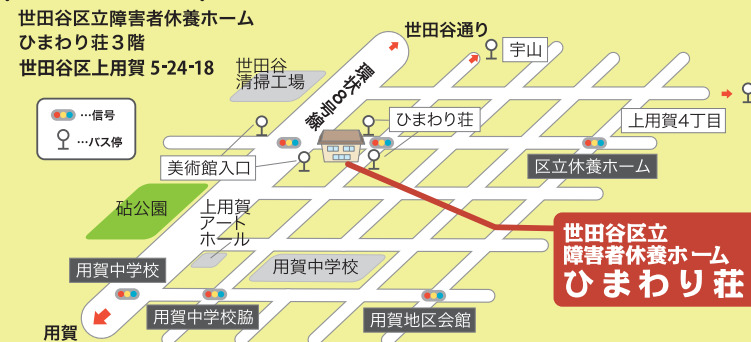 世田谷区立障害者休養ホーム
ひまわり荘3階
世田谷区上用賀 5-24-18
…信号
…バス停
世田谷
清掃工場
環状8号線
世田谷通り
宇山
ひまわり荘
上用賀4丁目
美術館入口
区立休養ホーム
砧公園
上用賀
アート
ホール
世田谷区立
障害者休養ホーム
ひまわり荘
用賀中学校
用賀中学校
用賀中学校脇
用賀地区会館
用賀